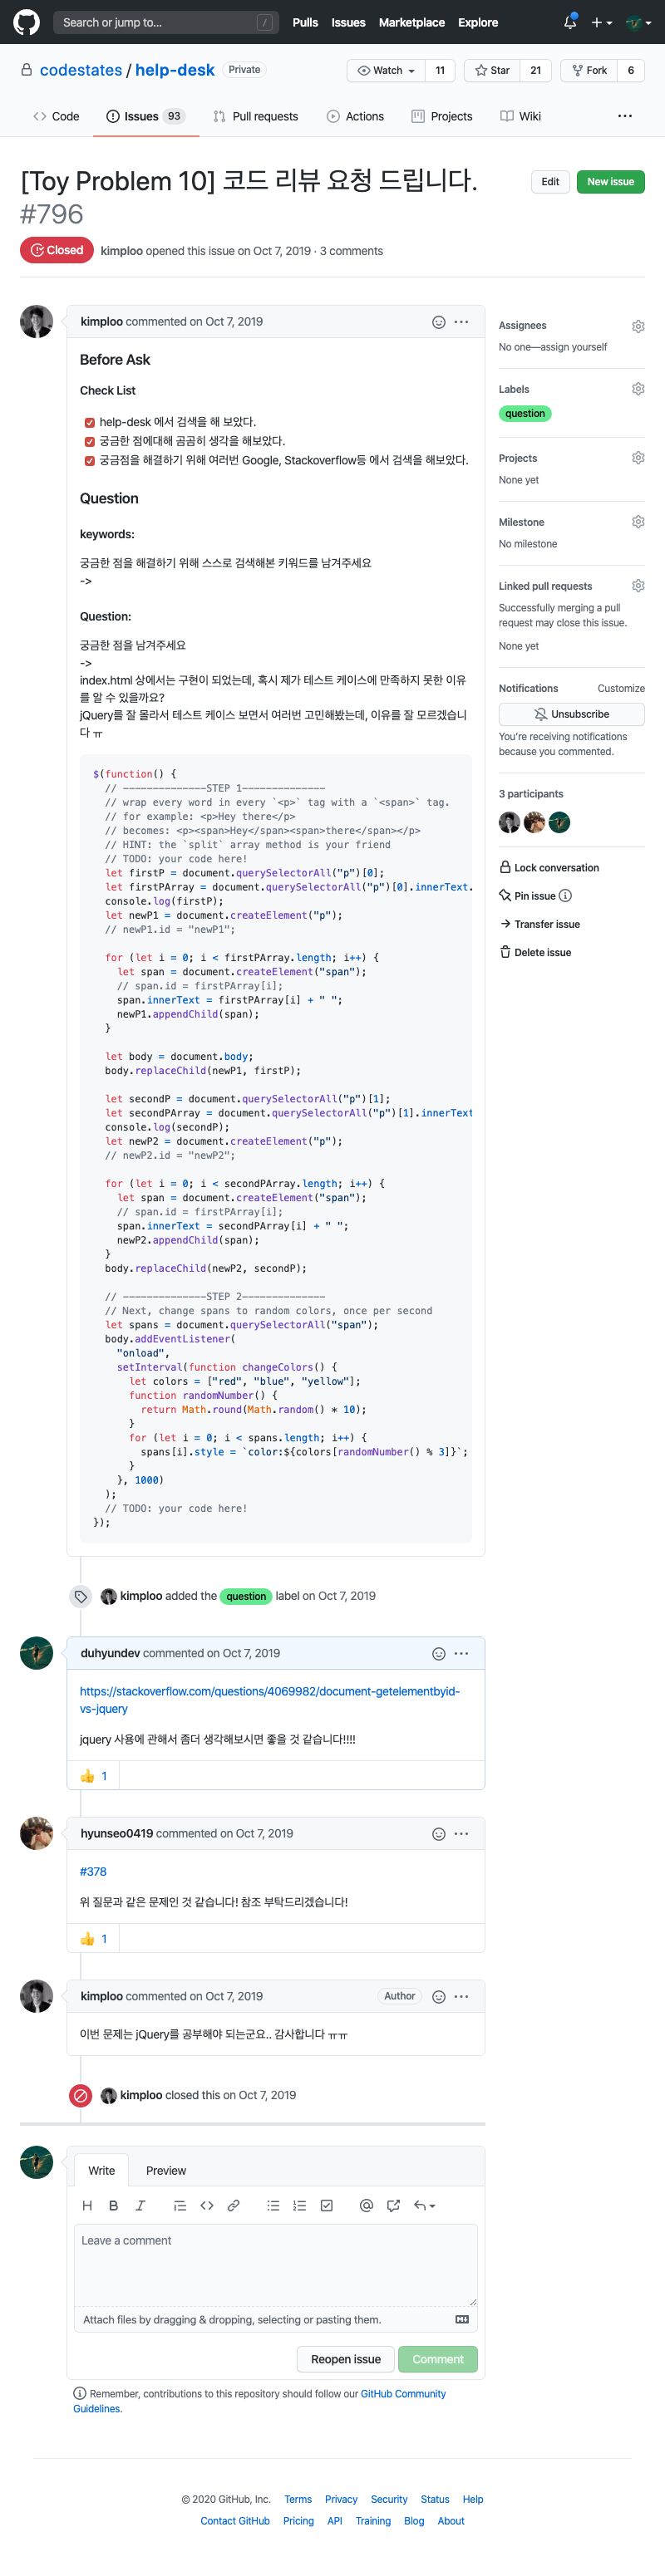 Search or jump to... /
Pulls Issues Marketplace Explore
codestates / help-desk Private
Watch 11 Star 21 Fork 6
Code Issues 93 Pull requests Actions Projects Wiki ...
[Toy Problem 10] 코드 리뷰 요청 드립니다.
#796
Edit New issue
Closed kimploo opened this issue on Oct 7, 2019 · 3 comments
kimploo commented on Oct 7, 2019
Before Ask
Check List
help-desk 에서 검색을 해 보았다.
궁금한 점에대해 곰곰히 생각을 해보았다.
궁금점을 해결하기 위해 여러번 Google, Stackoverflow등 에서 검색을 해보았다.
Question
keywords:
궁금한 점을 해결하기 위해 스스로 검색해본 키워드를 남겨주세요
->
Question:
궁금한 점을 남겨주세요
->
index.html 상에서는 구현이 되었는데, 혹시 제가 테스트 케이스에 만족하지 못한 이유
를 알 수 있을까요?
jQuery를 잘 몰라서 테스트 케이스 보면서 여러번 고민해봤는데, 이유를 잘 모르겠습니
다 ㅠ
$(function() {
// --------------STEP 1--------------
// wrap every word in every `<p>` tag with a `<span>` tag.
// for example: <p>Hey there</p>
// becomes: <p><span>Hey</span><span>there</span></p>
// HINT: the `split` array method is your friend
// TODO: your code here!
let firstP = document.querySelectorAll("p")[0];
let firstPArray = document.querySelectorAll("p")[0].innerText.
console.log(firstP);
let newP1 = document.createElement("p");
// newP1.id = "newP1";
for (let i = 0; i < firstPArray.length; i++) {
let span = document.createElement("span");
// span.id = firstPArray[i];
span.innerText = firstPArray[i] + " ";
newP1.appendChild(span);
}
let body = document.body;
body.replaceChild(newP1, firstP);
let secondP = document.querySelectorAll("p")[1];
let secondPArray = document.querySelectorAll("p")[1].innerText
console.log(secondP);
let newP2 = document.createElement("p");
// newP2.id = "newP2";
for (let i = 0; i < secondPArray.length; i++) {
let span = document.createElement("span");
// span.id = firstPArray[i];
span.innerText = secondPArray[i] + " ";
newP2.appendChild(span);
}
body.replaceChild(newP2, secondP);
// --------------STEP 2--------------
// Next, change spans to random colors, once per second
let spans = document.querySelectorAll("span");
body.addEventListener(
"onload",
setInterval(function changeColors() {
let colors = ["red", "blue", "yellow"];
function randomNumber() {
return Math.round(Math.random() * 10);
}
for (let i = 0; i < spans.length; i++) {
spans[i].style = `color:${colors[randomNumber() % 3]}`;
}
}, 1000)
);
// TODO: your code here!
});
kimploo added the question label on Oct 7, 2019
duhyundev commented on Oct 7, 2019
https://stackoverflow.com/questions/4069982/document-getelementbyid-
vs-jquery
jquery 사용에 관해서 좀더 생각해보시면 좋을 것 같습니다!!!!
👍 1
hyunseo0419 commented on Oct 7, 2019
#378
위 질문과 같은 문제인 것 같습니다! 참조 부탁드리겠습니다!
👍 1
kimploo commented on Oct 7, 2019 Author
이번 문제는 jQuery를 공부해야 되는군요.. 감사합니다 ㅠㅠ
kimploo closed this on Oct 7, 2019
Write Preview
Leave a comment
Attach files by dragging & dropping, selecting or pasting them.
Reopen issue Comment
Remember, contributions to this repository should follow our GitHub Community
Guidelines.
Assignees
No one—assign yourself
Labels
question
Projects
None yet
Milestone
No milestone
Linked pull requests
Successfully merging a pull
request may close this issue.
None yet
Notifications Customize
Unsubscribe
You're receiving notifications
because you commented.
3 participants
Lock conversation
Pin issue
Transfer issue
Delete issue
© 2020 GitHub, Inc. Terms Privacy Security Status Help
Contact GitHub Pricing API Training Blog About